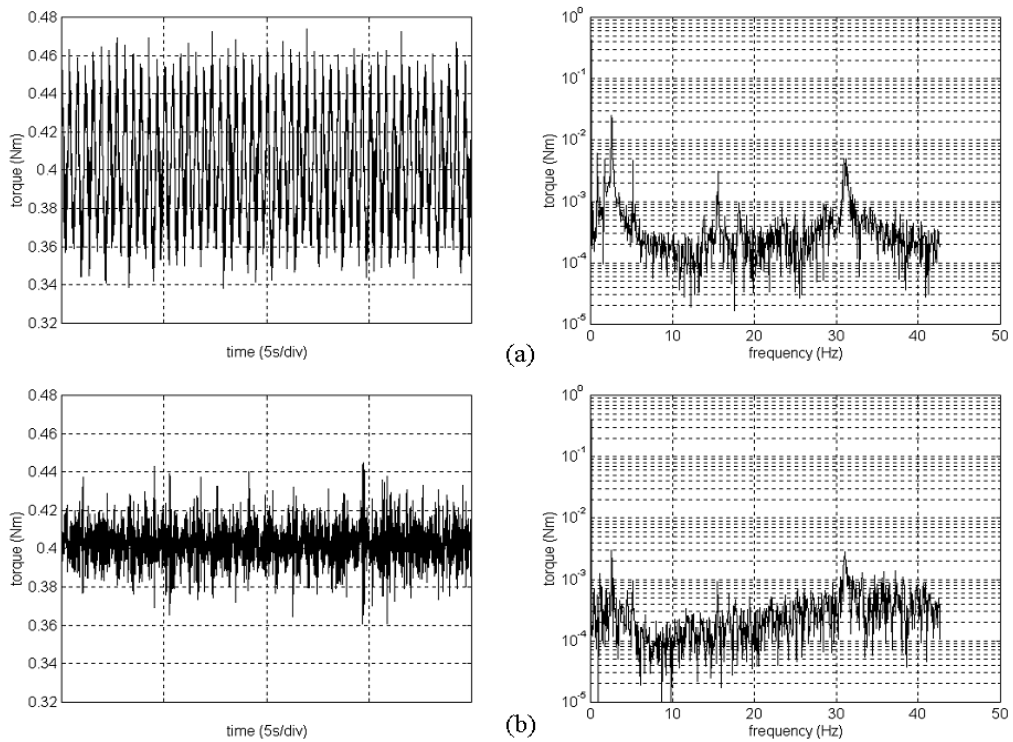 0.48
0.46
0.44
0.42
0.4
0.38
0.36
0.34
0.32
torque (Nm)
time (5s/div)
10^0
10^-1
10^-2
10^-3
10^-4
10^-5
torque (Nm)
0 10 20 30 40 50
frequency (Hz)
(a)
0.48
0.46
0.44
0.42
0.4
0.38
0.36
0.34
0.32
torque (Nm)
time (5s/div)
10^0
10^-1
10^-2
10^-3
10^-4
10^-5
torque (Nm)
0 10 20 30 40 50
frequency (Hz)
(b)